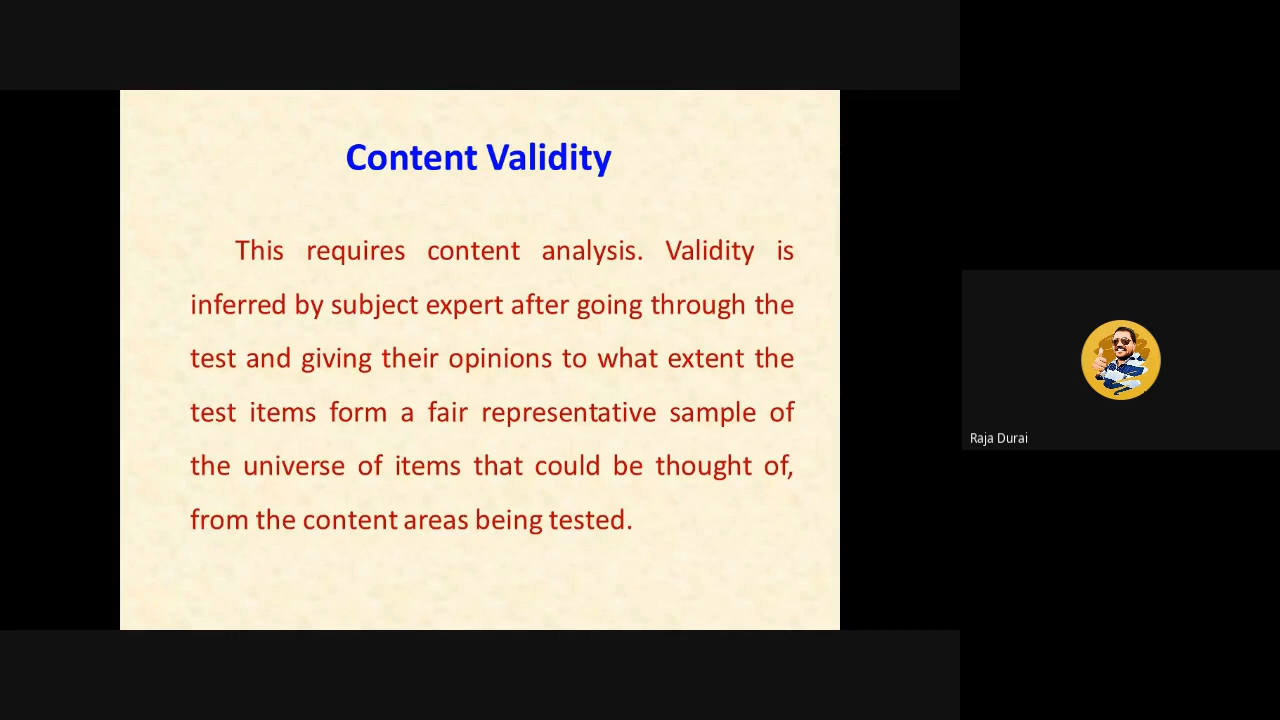 Content Validity
This requires content analysis. Validity is
inferred by subject expert after going through the
test and giving their opinions to what extent the
test items form a fair representative sample of
the universe of items that could be thought of,
from the content areas being tested.
Raja Durai